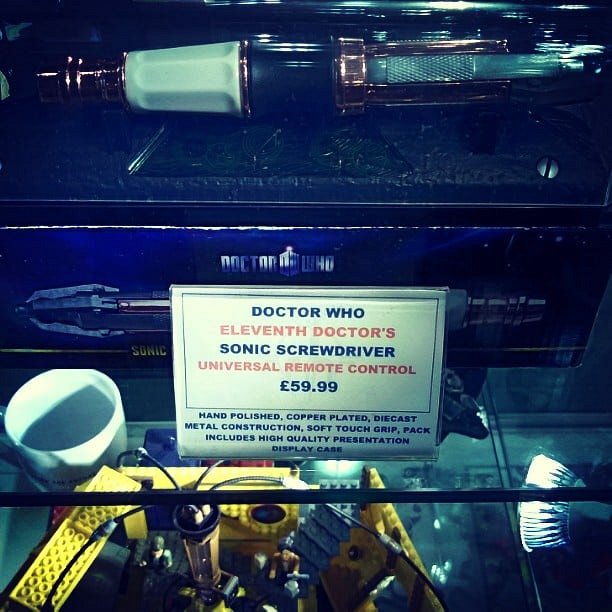 DOCTOR WHO
SONIC
DOCTOR WHO
ELEVENTH DOCTOR'S
SONIC SCREWDRIVER
UNIVERSAL REMOTE CONTROL
£59.99
HAND POLISHED, COPPER PLATED, DIECAST
METAL CONSTRUCTION, SOFT TOUCH GRIP, PACK
INCLUDES HIGH QUALITY PRESENTATION
DISPLAY CASE